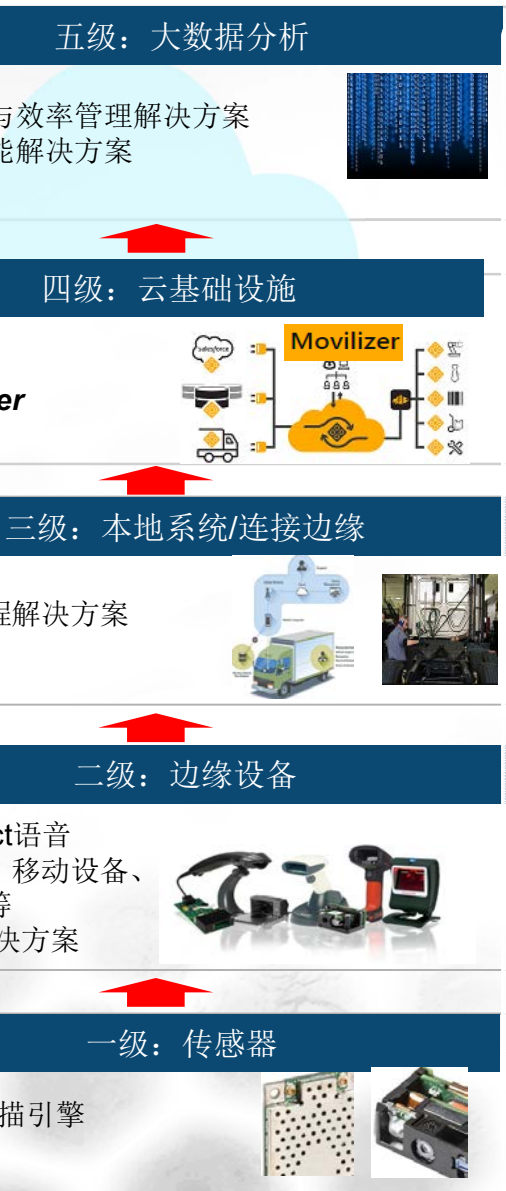 五级：大数据分析
与效率管理解决方案
能解决方案
四级：云基础设施
salesforce
Movilizer
er
三级：本地系统/连接边缘
程解决方案
二级：边缘设备
ct语音
移动设备、
等
决方案
一级：传感器
描引擎